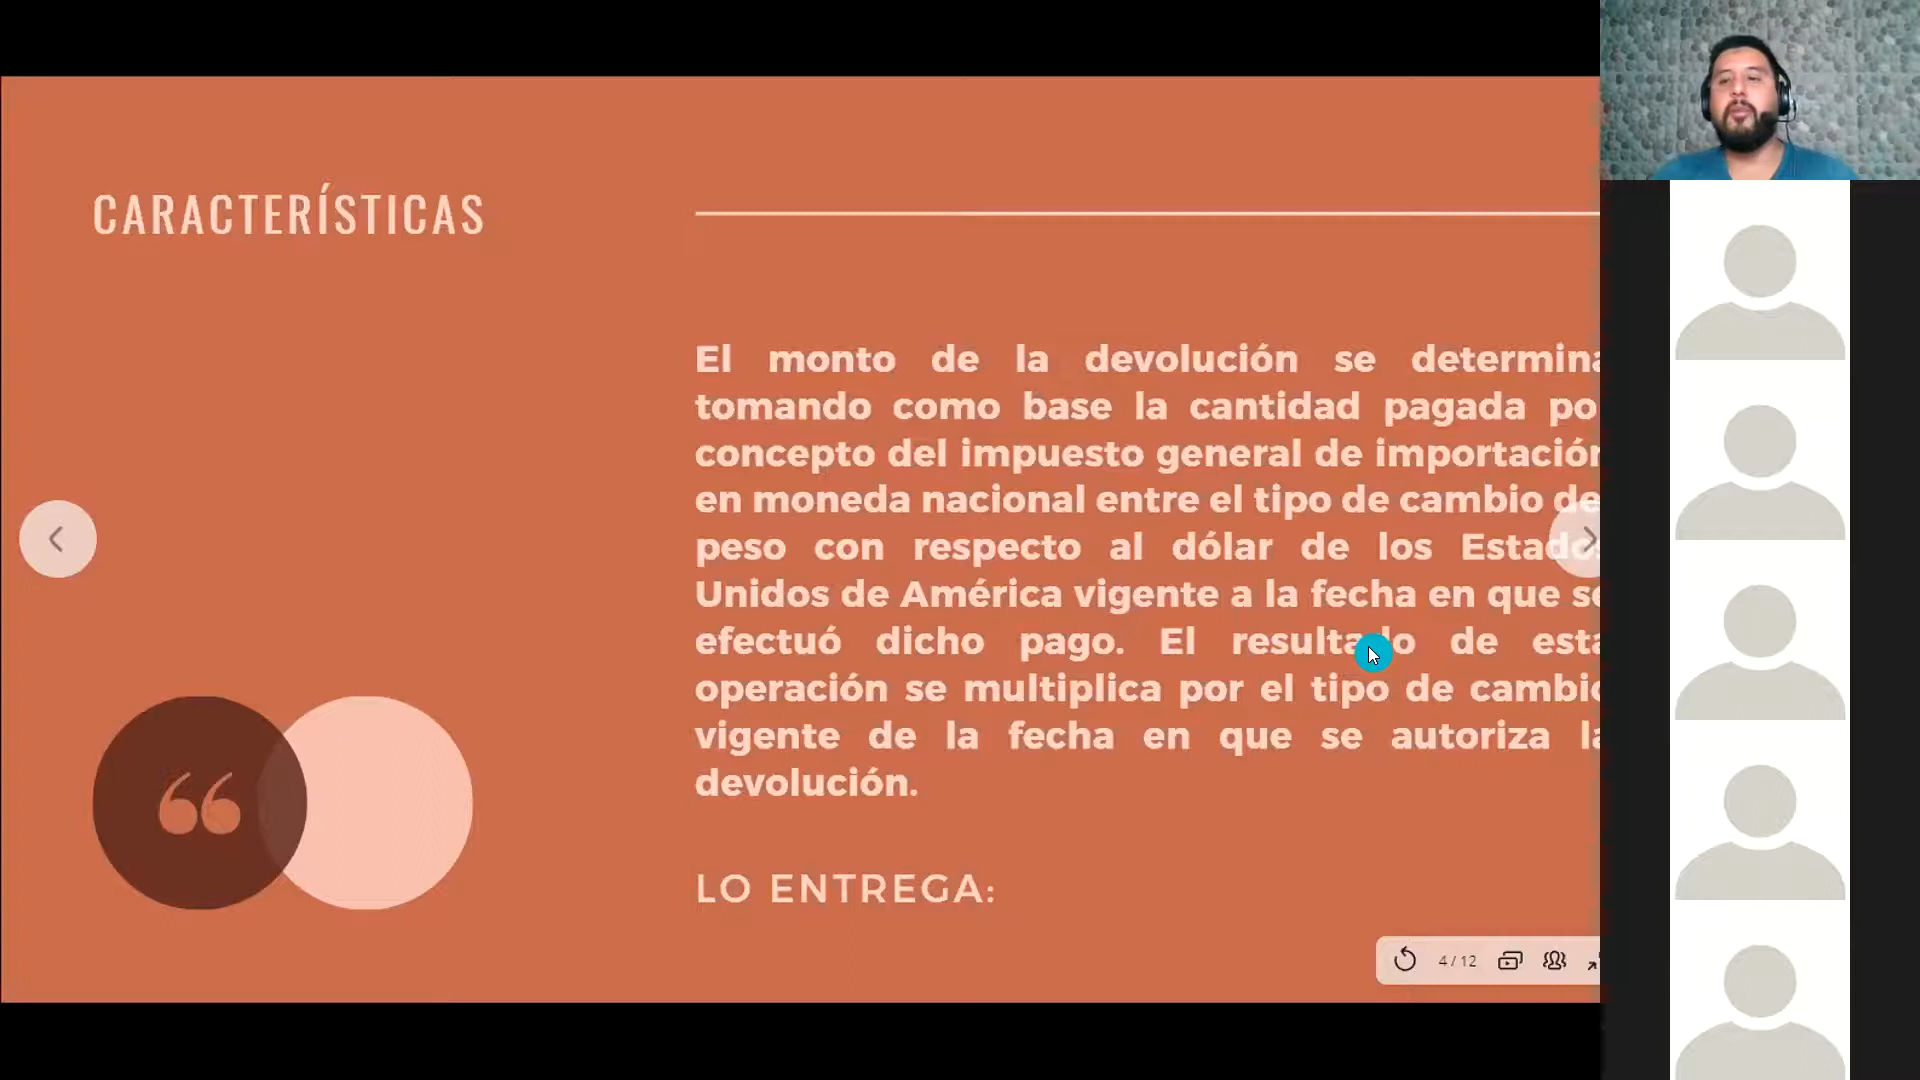 CARACTERÍSTICAS
El monto de la devolución se determina
tomando como base la cantidad pagada po
concepto del impuesto general de importación
en moneda nacional entre el tipo de cambio de
peso con respecto al dólar de los Estados
Unidos de América vigente a la fecha en que se
efectuó dicho pago. El resultado de esta
operación se multiplica por el tipo de cambio
vigente de la fecha en que se autoriza la
devolución.
LO ENTREGA:
4 / 12